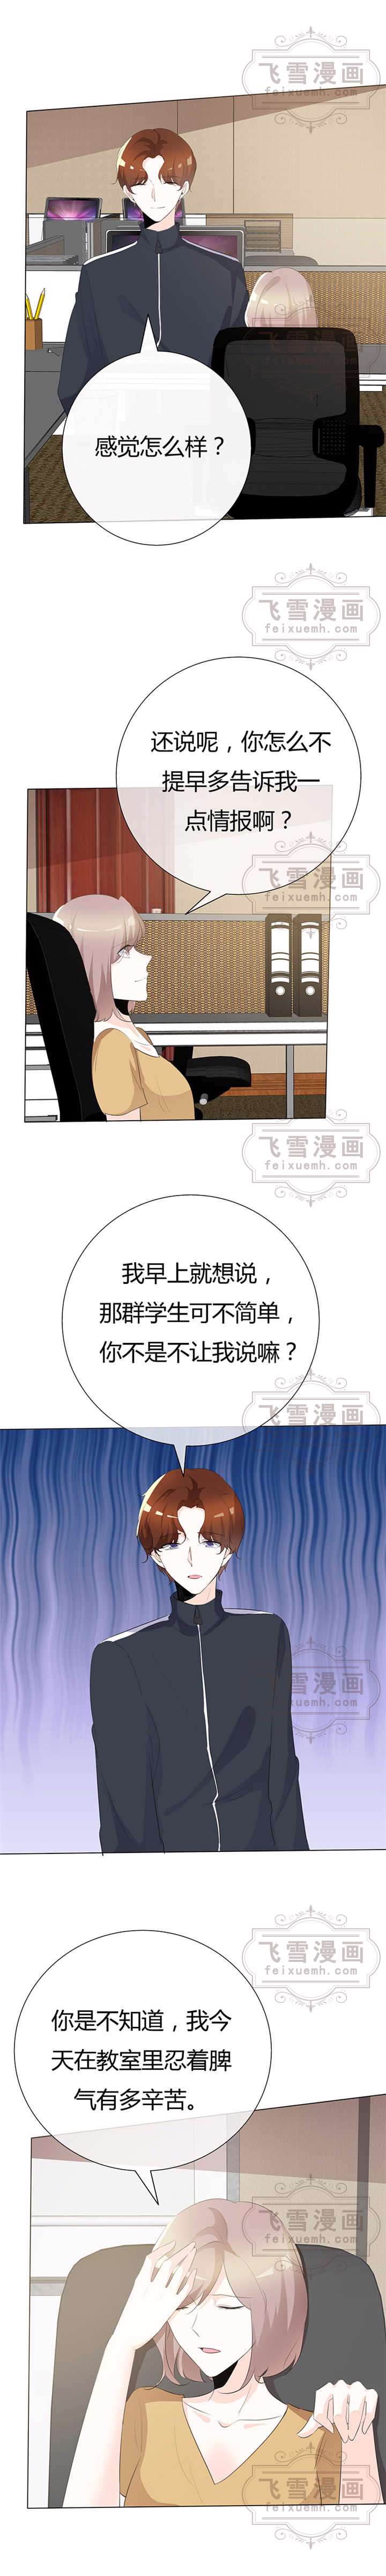 飞雪漫画
feixuemh.com
感觉怎么样？
飞雪漫画
feixuemh.com
还说呢，你怎么不
提早多告诉我一
点情报啊？
飞雪漫画
feixuemh.com
飞雪漫画
feixuemh.com
我早上就想说，
那群学生可不简单，
你不是不让我说嘛？
飞雪漫画
feixuemh.com
飞雪漫画
ixuemh.com
飞雪漫画
feixuemh.com
你是不知道，我今
天在教室里忍着脾
气有多辛苦。
飞雪漫画
feixuemh.com
飞雪漫画
feixuemh.com